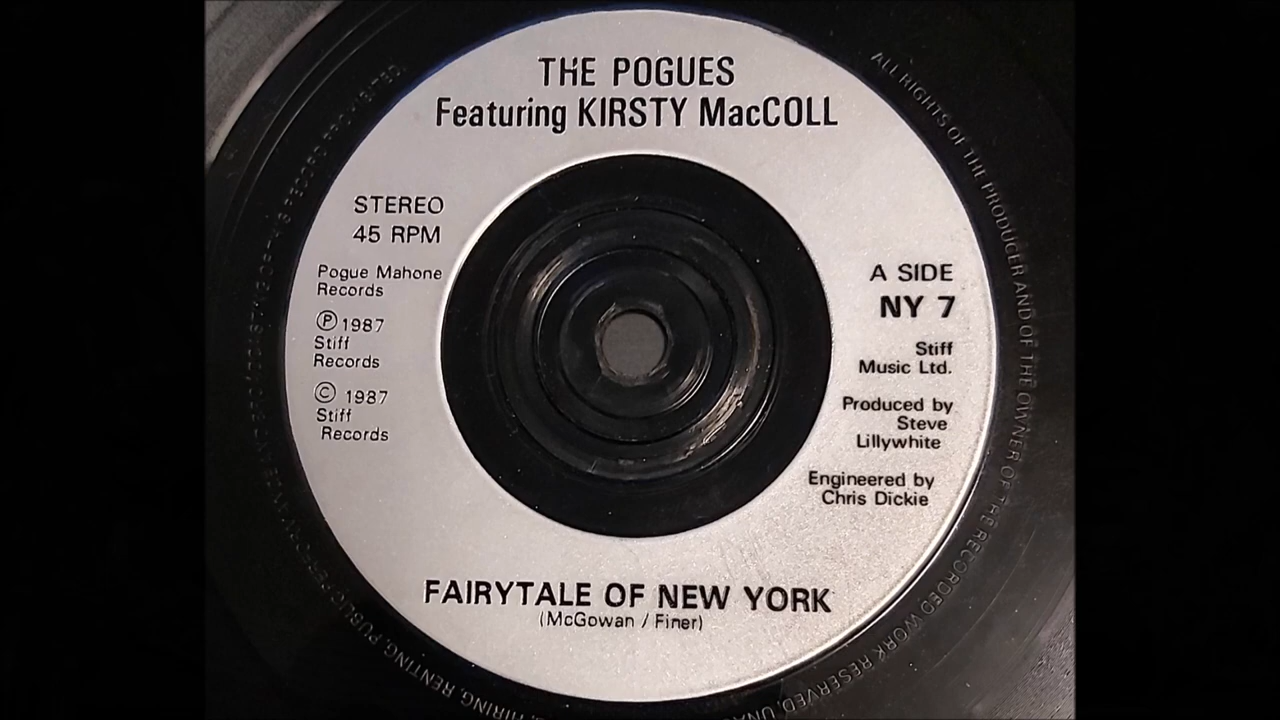 THE POGUES
Featuring KIRSTY MacCOLL
STEREO
45 RPM
Pogue Mahone
Records
Ⓟ 1987
Stiff
Records
© 1987
Stiff
Records
A SIDE
NY 7
Stiff
Music Ltd.
Produced by
Steve
Lillywhite
Engineered by
Chris Dickie
FAIRYTALE OF NEW YORK
(McGowan / Finer)
ALL RIGHTS OF THE PRODUCER AND OF THE OWNER OF THE RECORDED WORK RESERVED. HIRING, RENTING, RECORD PROHIBITED